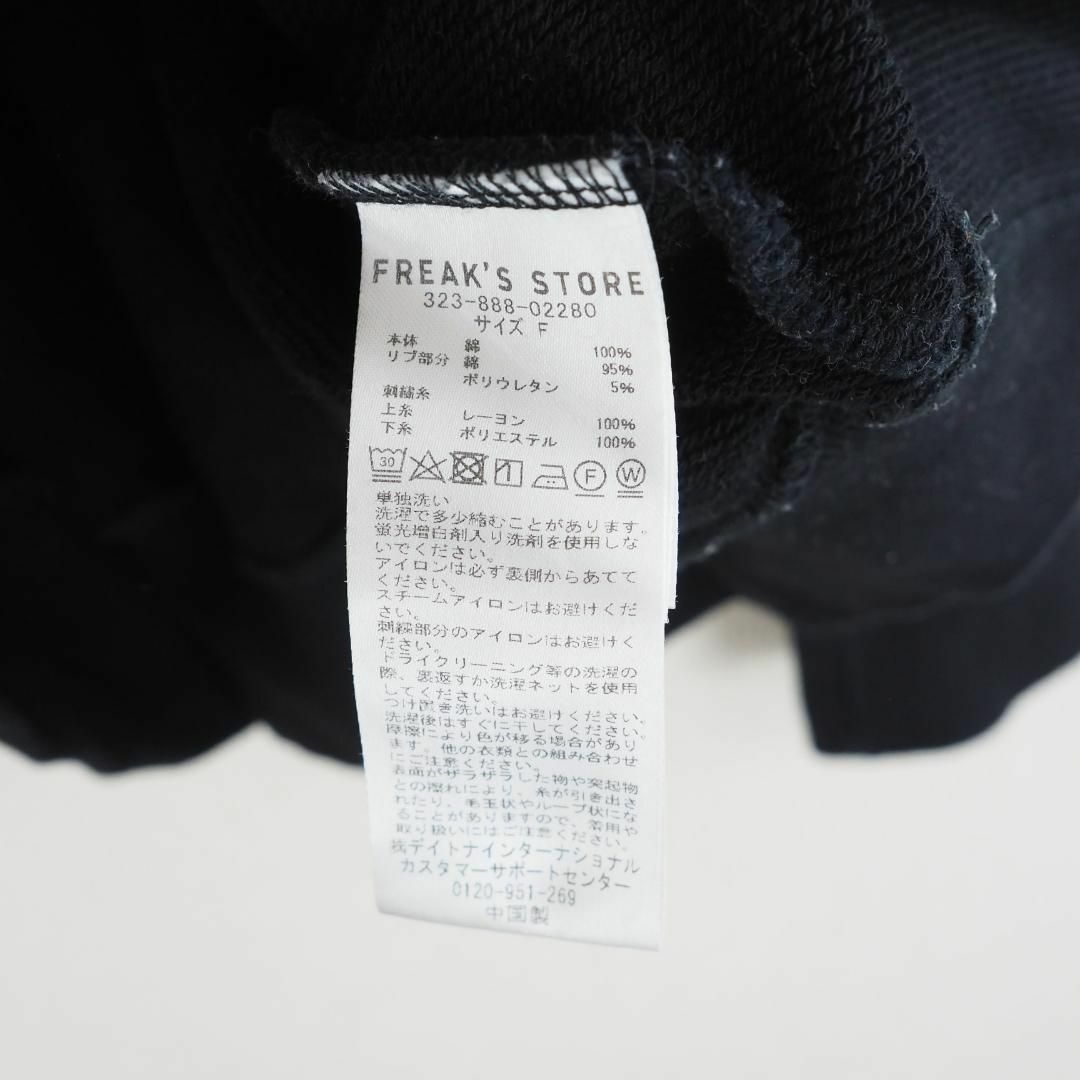 FREAK'S STORE
323-888-02280
サイズ F
本体 綿 100%
リブ部分 綿 95%
ポリウレタン 5%
刺繍糸
上糸 レーヨン 100%
下糸 ポリエステル 100%
30 F W
単独洗い
洗濯で多少縮むことがあります。
蛍光増白剤入り洗剤を使用しな
いでください。
アイロンは必ず裏側からあてて
ください。
スチームアイロンはお避けくだ
さい。
刺繍部分のアイロンはお避けく
ださい。
ドライクリーニング等の洗濯の
際、裏返すか洗濯ネットを使用
してください。
つけ置き洗いはお避けください。
洗濯後はすぐに干してください。
摩擦により色が移る場合があり
ます。他の衣類との組み合わせ
にご注意ください。
表面がザラザラした物や突起物
との擦れにより、糸が引き出さ
れたり、毛玉状やループ状にな
ることがありますので、着用や
取り扱いにはご注意ください。
㈱デイトナインターナショナル
カスタマーサポートセンター
0120-951-269
中国製